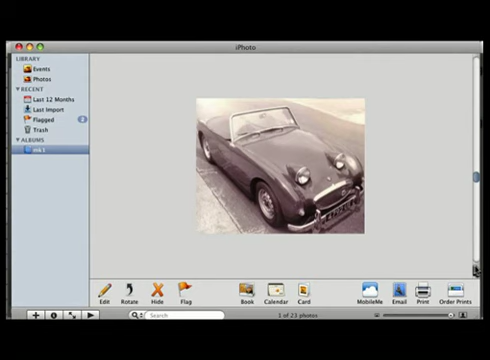 iPhoto
LIBRARY
Events
Photos
RECENT
Last 12 Months
Last Import
Flagged
Trash
ALBUMS
mk1
Edit Rotate Hide Flag Book Calendar Card MobileMe Email Print Order Prints
Search 1 of 23 photos